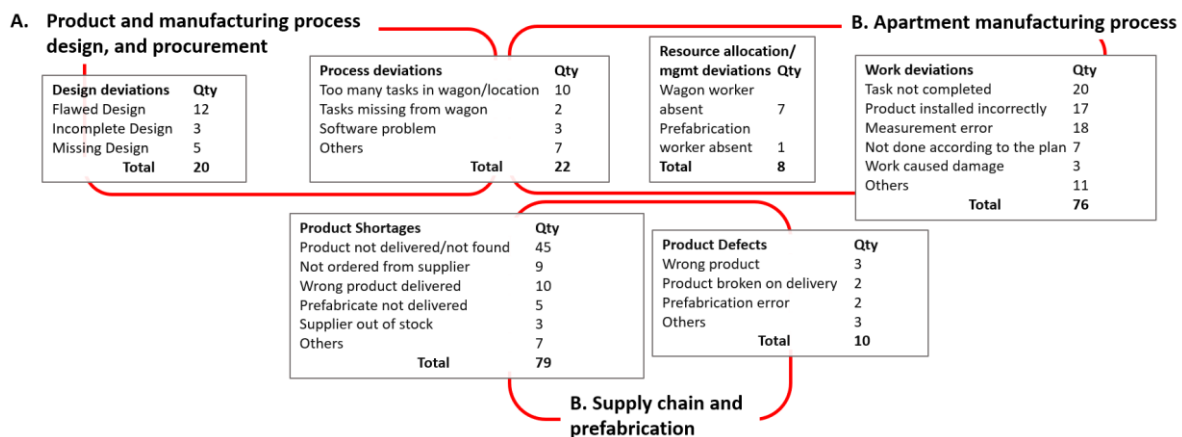 A. Product and manufacturing process
design, and procurement
B. Apartment manufacturing process
Design deviations Qty
Flawed Design 12
Incomplete Design 3
Missing Design 5
Total 20
Process deviations Qty
Too many tasks in wagon/location 10
Tasks missing from wagon 2
Software problem 3
Others 7
Total 22
Resource allocation/
mgmt deviations Qty
Wagon worker
absent 7
Prefabrication
worker absent 1
Total 8
Work deviations Qty
Task not completed 20
Product installed incorrectly 17
Measurement error 18
Not done according to the plan 7
Work caused damage 3
Others 11
Total 76
Product Shortages Qty
Product not delivered/not found 45
Not ordered from supplier 9
Wrong product delivered 10
Prefabricate not delivered 5
Supplier out of stock 3
Others 7
Total 79
Product Defects Qty
Wrong product 3
Product broken on delivery 2
Prefabrication error 2
Others 3
Total 10
B. Supply chain and
prefabrication